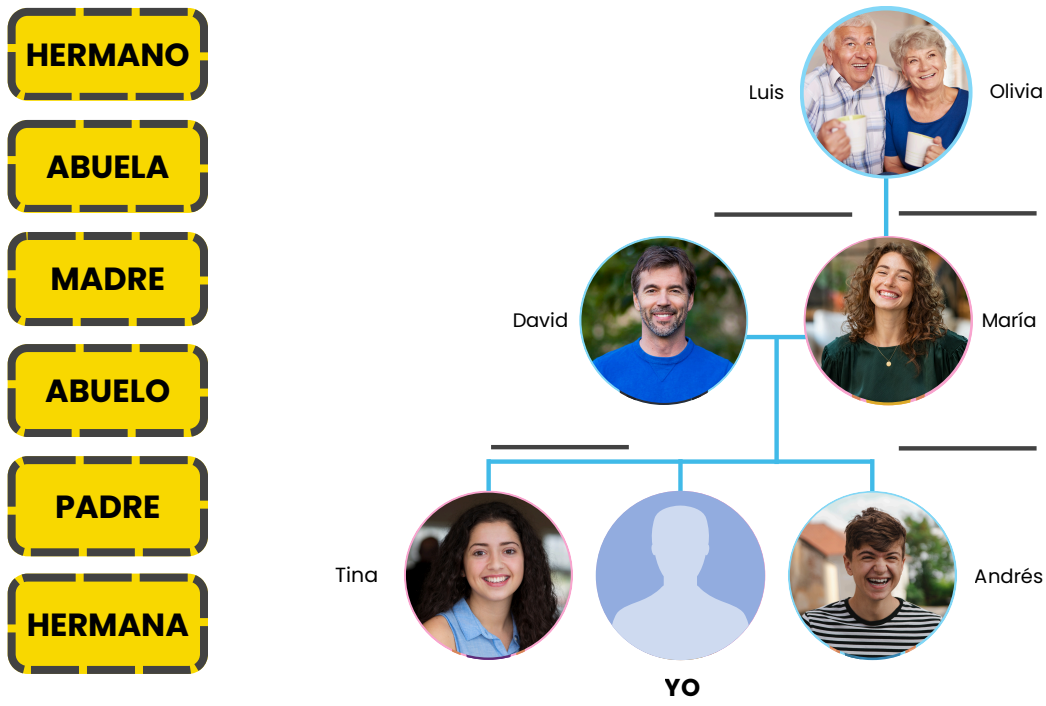 HERMANO
ABUELA
MADRE
ABUELO
PADRE
HERMANA
Luis
Olivia
David
María
Tina
Andrés
YO